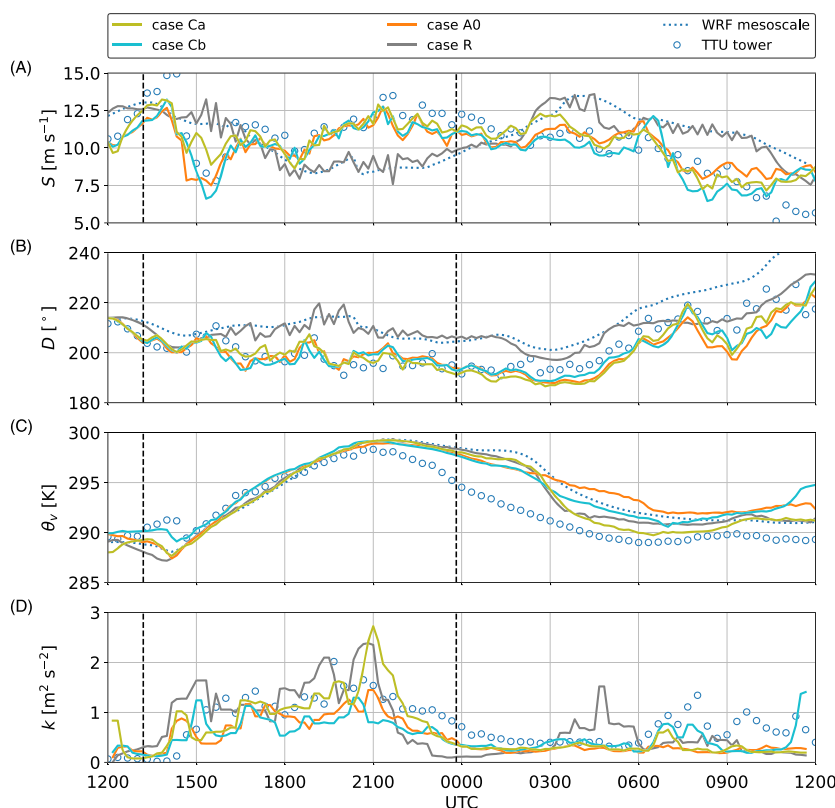 case Ca case A0 WRF mesoscale
case Cb case R TTU tower
(A)
15.0
12.5
10.0
7.5
5.0
S [m s⁻¹]
(B)
240
220
200
180
D [°]
(C)
300
295
290
285
θᵥ [K]
(D)
3
2
1
0
k [m² s⁻²]
1200 1500 1800 2100 0000 0300 0600 0900 1200
UTC